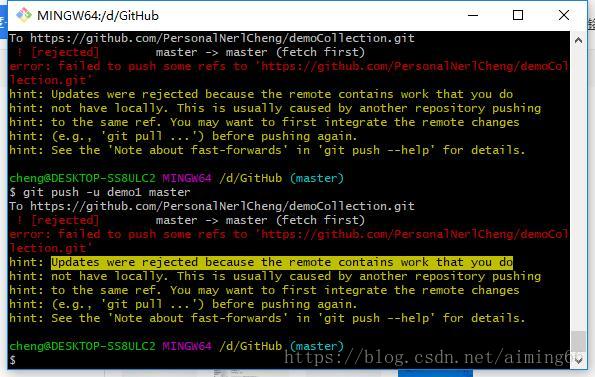 MINGW64:/d/GitHub
To https://github.com/PersonalNerlCheng/demoCollection.git
! [rejected] master -> master (fetch first)
error: failed to push some refs to 'https://github.com/PersonalNerlCheng/demoCol
lection.git'
hint: Updates were rejected because the remote contains work that you do
hint: not have locally. This is usually caused by another repository pushing
hint: to the same ref. You may want to first integrate the remote changes
hint: (e.g., 'git pull ...') before pushing again.
hint: See the 'Note about fast-forwards' in 'git push --help' for details.
cheng@DESKTOP-SS8ULC2 MINGW64 /d/GitHub (master)
$ git push -u demo1 master
To https://github.com/PersonalNerlCheng/demoCollection.git
! [rejected] master -> master (fetch first)
error: failed to push some refs to 'https://github.com/PersonalNerlCheng/demoCol
lection.git'
hint: Updates were rejected because the remote contains work that you do
hint: not have locally. This is usually caused by another repository pushing
hint: to the same ref. You may want to first integrate the remote changes
hint: (e.g., 'git pull ...') before pushing again.
hint: See the 'Note about fast-forwards' in 'git push --help' for details.
cheng@DESKTOP-SS8ULC2 MINGW64 /d/GitHub (master)
$